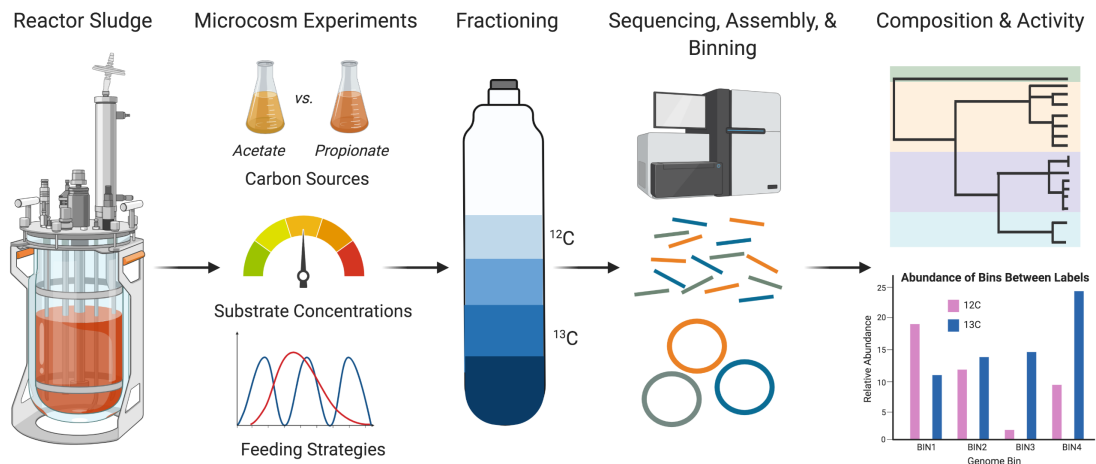 Reactor Sludge
Microcosm Experiments
Fractioning
Sequencing, Assembly, &
Binning
Composition & Activity
vs.
Acetate
Propionate
Carbon Sources
Substrate Concentrations
Feeding Strategies
12C
13C
Abundance of Bins Between Labels
12C
13C
Relative Abundance
25
20
15
10
5
0
BIN1
BIN2
BIN3
BIN4
Genome Bin